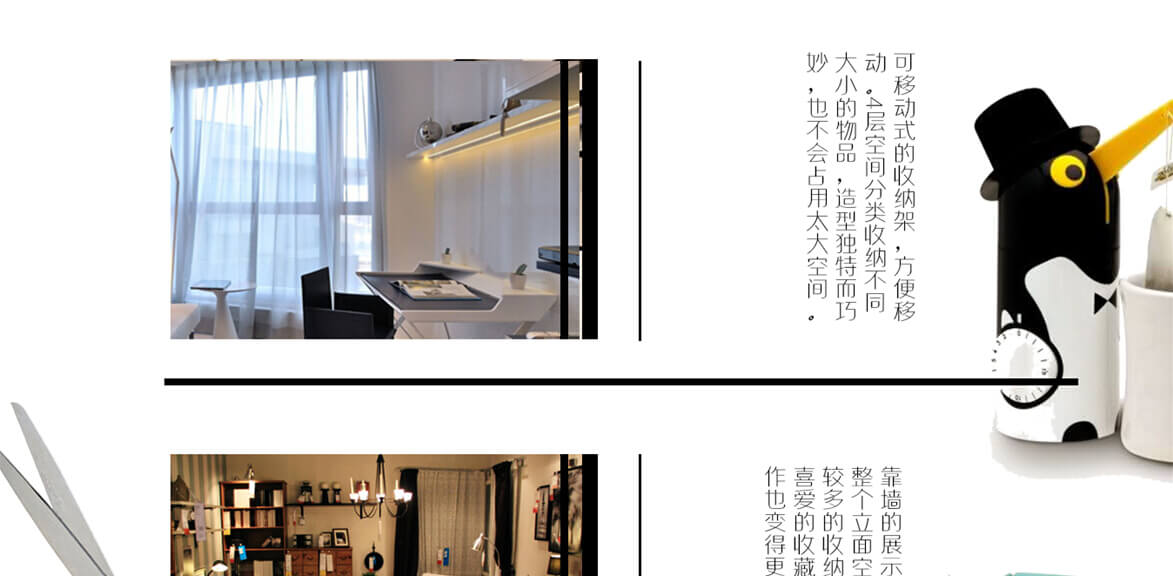 可移动式的收纳架，方便移
动。4层空间分类收纳不同
大小的物品，造型独特而巧
妙，也不会占用太大空间。
靠墙的展示
整个立面空
较多的收纳
喜爱的收藏
作也变得更